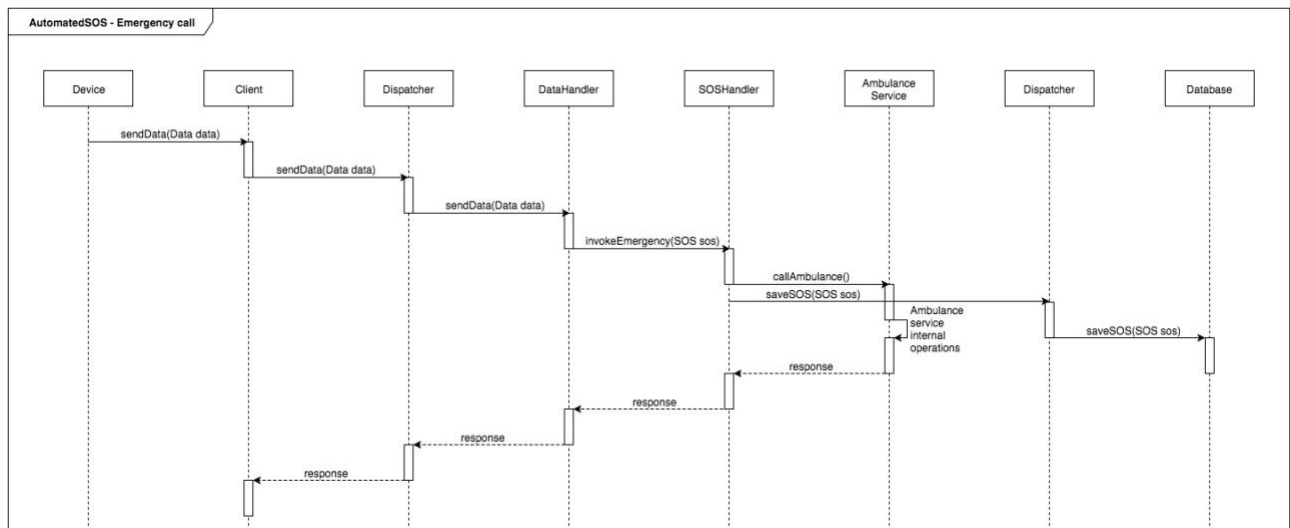 AutomatedSOS - Emergency call
Device
Client
Dispatcher
DataHandler
SOSHandler
Ambulance
Service
Dispatcher
Database
sendData(Data data)
sendData(Data data)
sendData(Data data)
invokeEmergency(SOS sos)
callAmbulance()
saveSOS(SOS sos)
Ambulance
service
internal
operations
saveSOS(SOS sos)
response
response
response
response